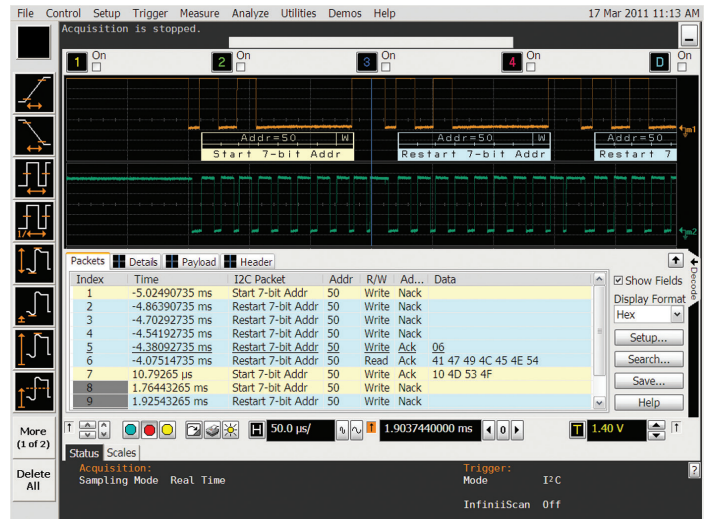 File Control Setup Trigger Measure Analyze Utilities Demos Help 17 Mar 2011 11:13 AM
Acquisition is stopped.
1 On 2 On 3 On 4 On D On
Addr=50 W Addr=50 W Addr=50
Start 7-bit Addr Restart 7-bit Addr Restart 7
m1
m2
Packets Details Payload Header
Decode
Index Time I2C Packet Addr R/W Ad... Data
1 -5.02490735 ms Start 7-bit Addr 50 Write Nack
2 -4.86390735 ms Restart 7-bit Addr 50 Write Nack
3 -4.70292735 ms Restart 7-bit Addr 50 Write Nack
4 -4.54192735 ms Restart 7-bit Addr 50 Write Nack
5 -4.38092735 ms Restart 7-bit Addr 50 Write Ack 06
6 -4.07514735 ms Restart 7-bit Addr 50 Read Ack 41 47 49 4C 45 4E 54
7 10.79265 µs Start 7-bit Addr 50 Write Ack 10 4D 53 4F
8 1.76443265 ms Start 7-bit Addr 50 Write Nack
9 1.92543265 ms Restart 7-bit Addr 50 Write Nack
Show Fields
Display Format
Hex
Setup...
Search...
Save...
Help
More
(1 of 2)
Delete
All
H 50.0 µs/ 1.9037440000 ms 0 T 1.40 V
Status Scales
Acquisition: Trigger:
Sampling Mode Real Time Mode I²C
InfiniiScan Off
?